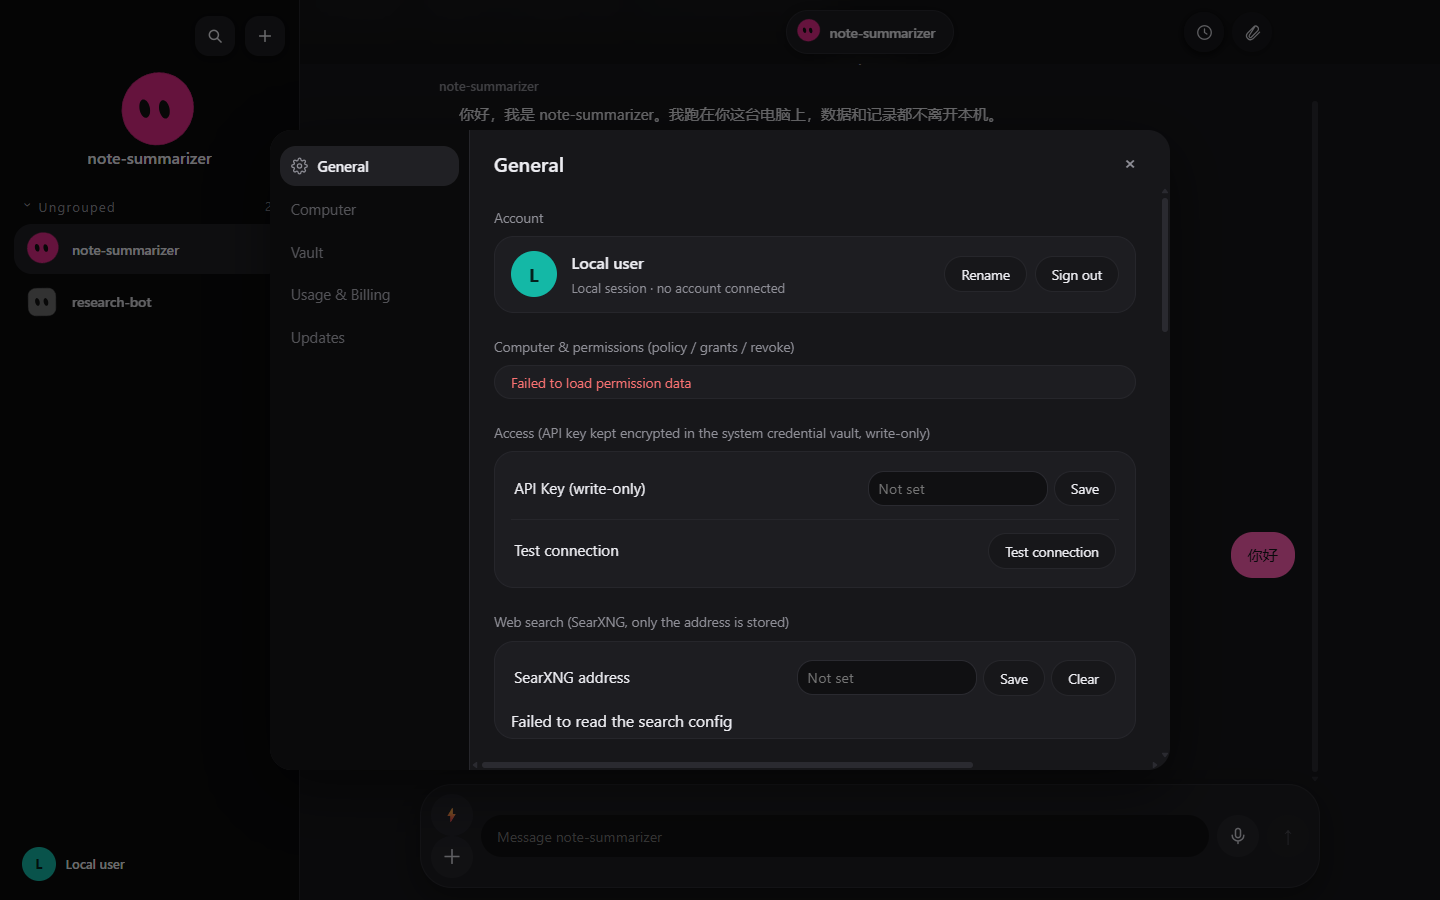 note-summarizer
note-summarizer
你好，我是 note-summarizer。我跑在你这台电脑上，数据和记录都不离开本机。
note-summarizer
Ungrouped
note-summarizer
research-bot
General
Computer
Vault
Usage & Billing
Updates
General
Account
L
Local user
Local session · no account connected
Rename
Sign out
Computer & permissions (policy / grants / revoke)
Failed to load permission data
Access (API key kept encrypted in the system credential vault, write-only)
API Key (write-only)
Not set
Save
Test connection
Test connection
Web search (SearXNG, only the address is stored)
SearXNG address
Not set
Save
Clear
Failed to read the search config
你好
Message note-summarizer
L
Local user